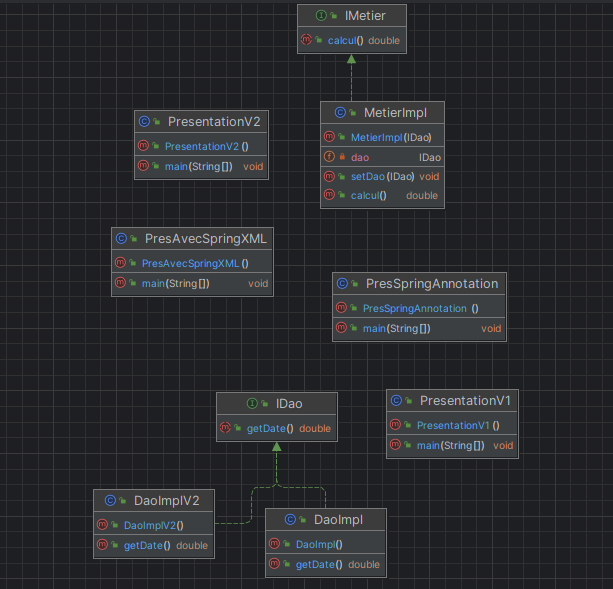 IMetier
calcul() double
MetierImpl
MetierImpl(IDao)
dao IDao
setDao(IDao) void
calcul() double
PresentationV2
PresentationV2 ()
main(String[]) void
PresAvecSpringXML
PresAvecSpringXML ()
main(String[]) void
PresSpringAnnotation
PresSpringAnnotation ()
main(String[]) void
IDao
getDate() double
PresentationV1
PresentationV1 ()
main(String[]) void
DaoImplV2
DaoImplV2()
getDate() double
DaoImpl
DaoImpl()
getDate() double